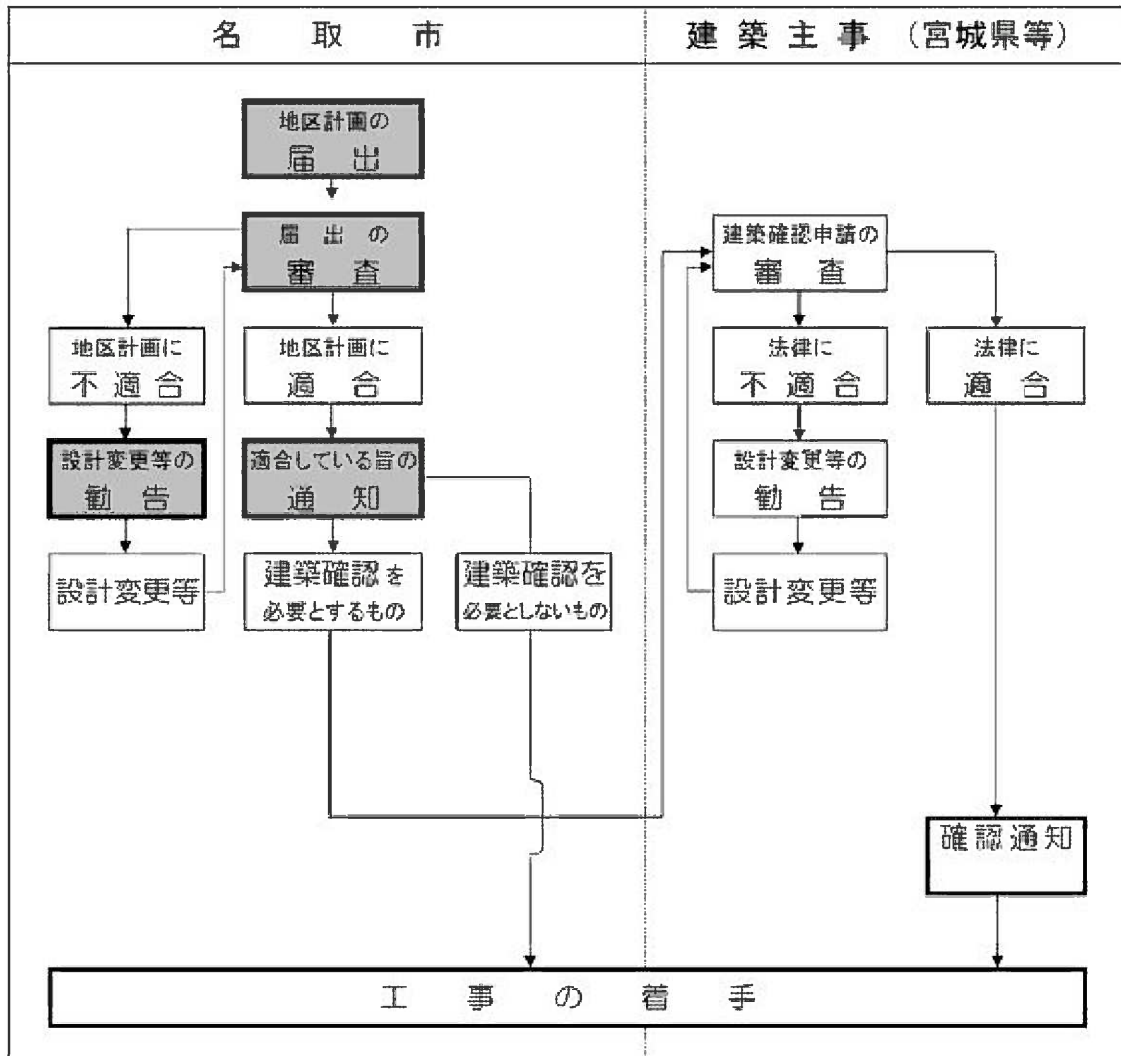 名取市
建築主事（宮城県等）
地区計画の
届出
届出の
審査
地区計画に
不適合
地区計画に
適合
設計変更等の
勧告
適合している旨の
通知
設計変更等
建築確認を
必要とするもの
建築確認を
必要としないもの
建築確認申請の
審査
法律に
不適合
法律に
適合
設計変更等の
勧告
設計変更等
確認通知
工事の着手